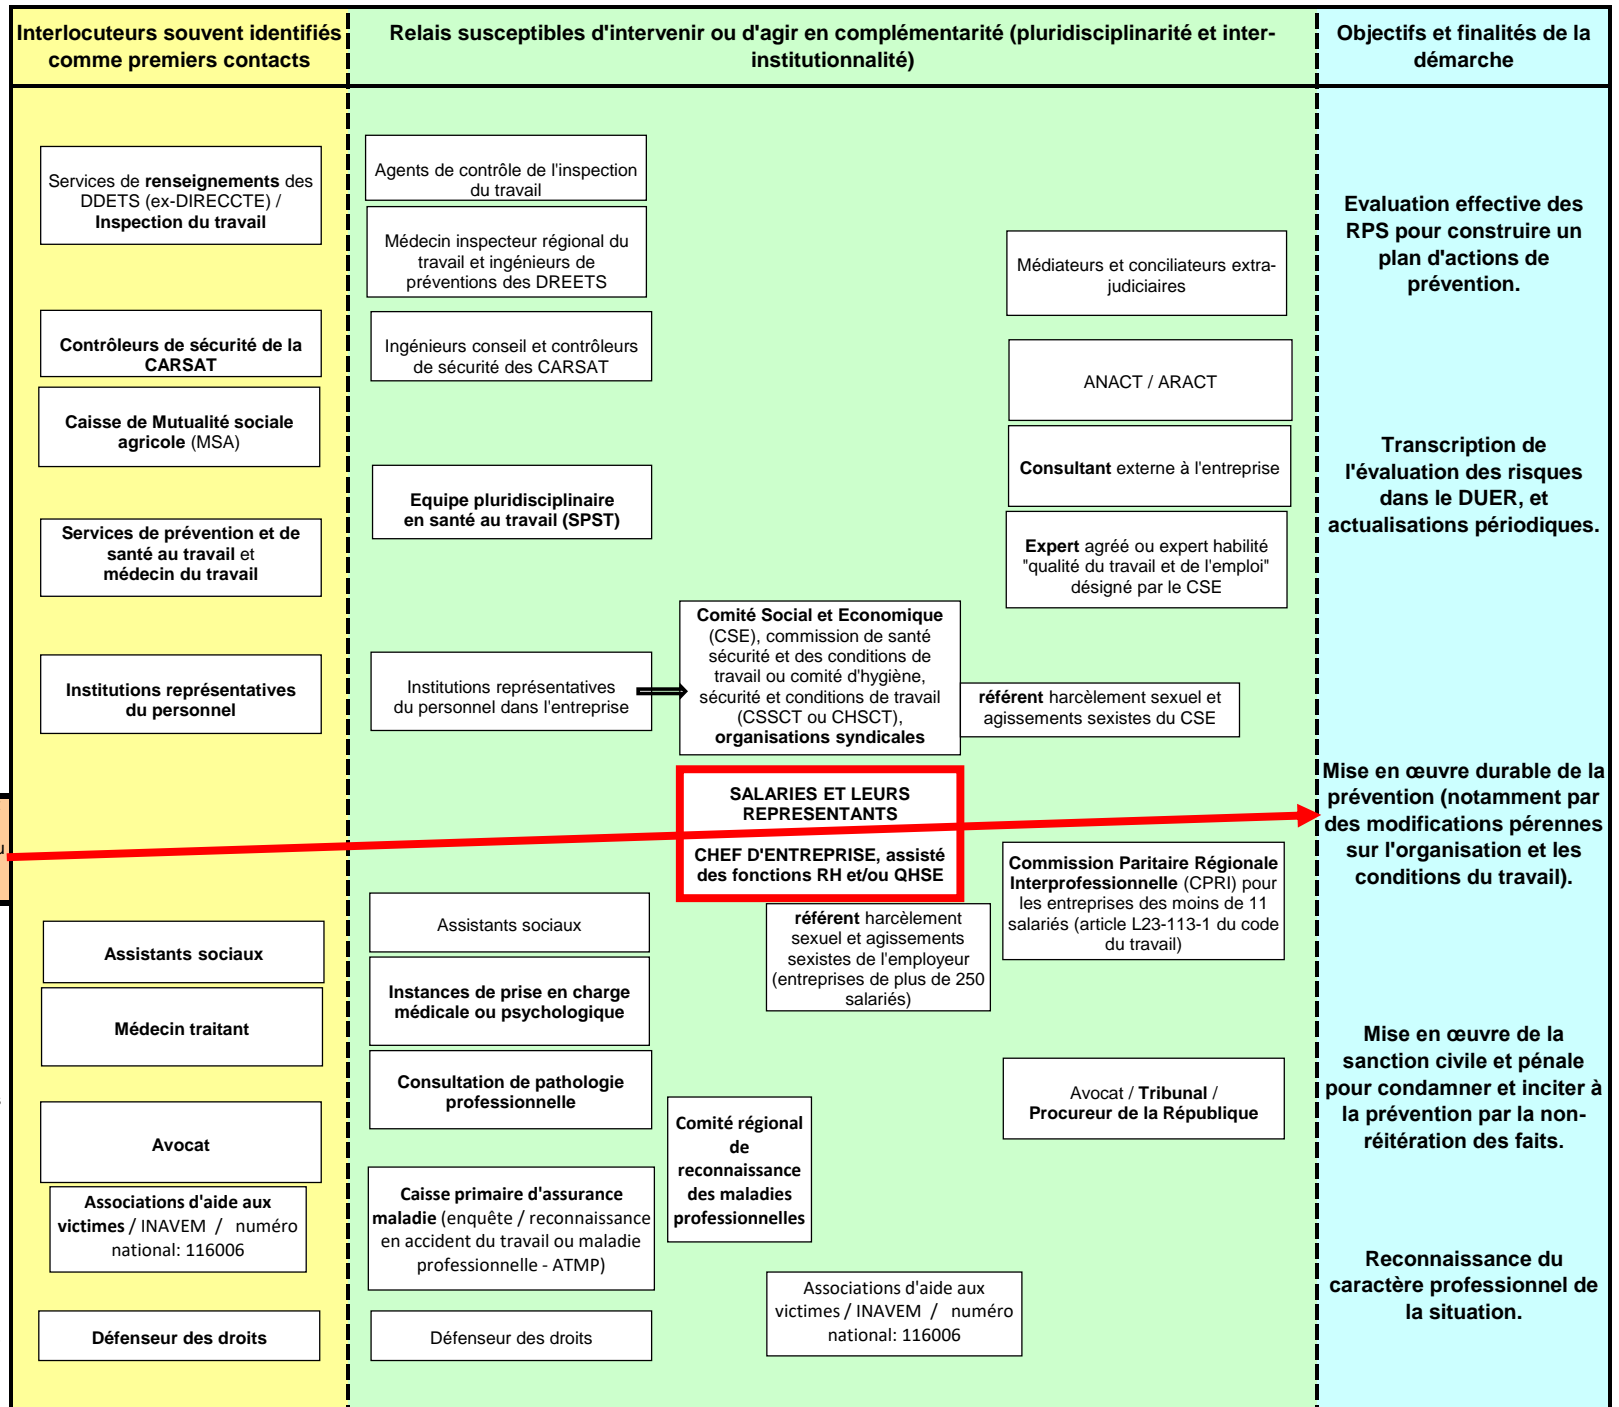 Interlocuteurs souvent identifiés
comme premiers contacts
Relais susceptibles d'intervenir ou d'agir en complémentarité (pluridisciplinarité et inter-
institutionnalité)
Objectifs et finalités de la
démarche
Services de renseignements des
DDETS (ex-DIRECCTE) /
Inspection du travail
Contrôleurs de sécurité de la
CARSAT
Caisse de Mutualité sociale
agricole (MSA)
Services de prévention et de
santé au travail et
médecin du travail
Institutions représentatives
du personnel
Assistants sociaux
Médecin traitant
Avocat
Associations d'aide aux
victimes / INAVEM / numéro
national: 116006
Défenseur des droits
Agents de contrôle de l'inspection
du travail
Médecin inspecteur régional du
travail et ingénieurs de
préventions des DREETS
Ingénieurs conseil et contrôleurs
de sécurité des CARSAT
Equipe pluridisciplinaire
en santé au travail (SPST)
Institutions représentatives
du personnel dans l'entreprise
Assistants sociaux
Instances de prise en charge
médicale ou psychologique
Consultation de pathologie
professionnelle
Caisse primaire d'assurance
maladie (enquête / reconnaissance
en accident du travail ou maladie
professionnelle - ATMP)
Défenseur des droits
Comité Social et Economique
(CSE), commission de santé
sécurité et des conditions de
travail ou comité d'hygiène,
sécurité et conditions de travail
(CSSCT ou CHSCT),
organisations syndicales
SALARIES ET LEURS
REPRESENTANTS
CHEF D'ENTREPRISE, assisté
des fonctions RH et/ou QHSE
référent harcèlement
sexuel et agissements
sexistes de l'employeur
(entreprises de plus de 250
salariés)
Comité régional
de
reconnaissance
des maladies
professionnelles
Associations d'aide aux
victimes / INAVEM / numéro
national: 116006
Médiateurs et conciliateurs extra-
judiciaires
ANACT / ARACT
Consultant externe à l'entreprise
Expert agréé ou expert habilité
"qualité du travail et de l'emploi"
désigné par le CSE
référent harcèlement sexuel et
agissements sexistes du CSE
Commission Paritaire Régionale
Interprofessionnelle (CPRI) pour
les entreprises des moins de 11
salariés (article L23-113-1 du code
du travail)
Avocat / Tribunal /
Procureur de la République
Evaluation effective des
RPS pour construire un
plan d'actions de
prévention.
Transcription de
l'évaluation des risques
dans le DUER, et
actualisations périodiques.
Mise en œuvre durable de la
prévention (notamment par
des modifications pérennes
sur l'organisation et les
conditions du travail).
Mise en œuvre de la
sanction civile et pénale
pour condamner et inciter à
la prévention par la non-
réitération des faits.
Reconnaissance du
caractère professionnel de
la situation.